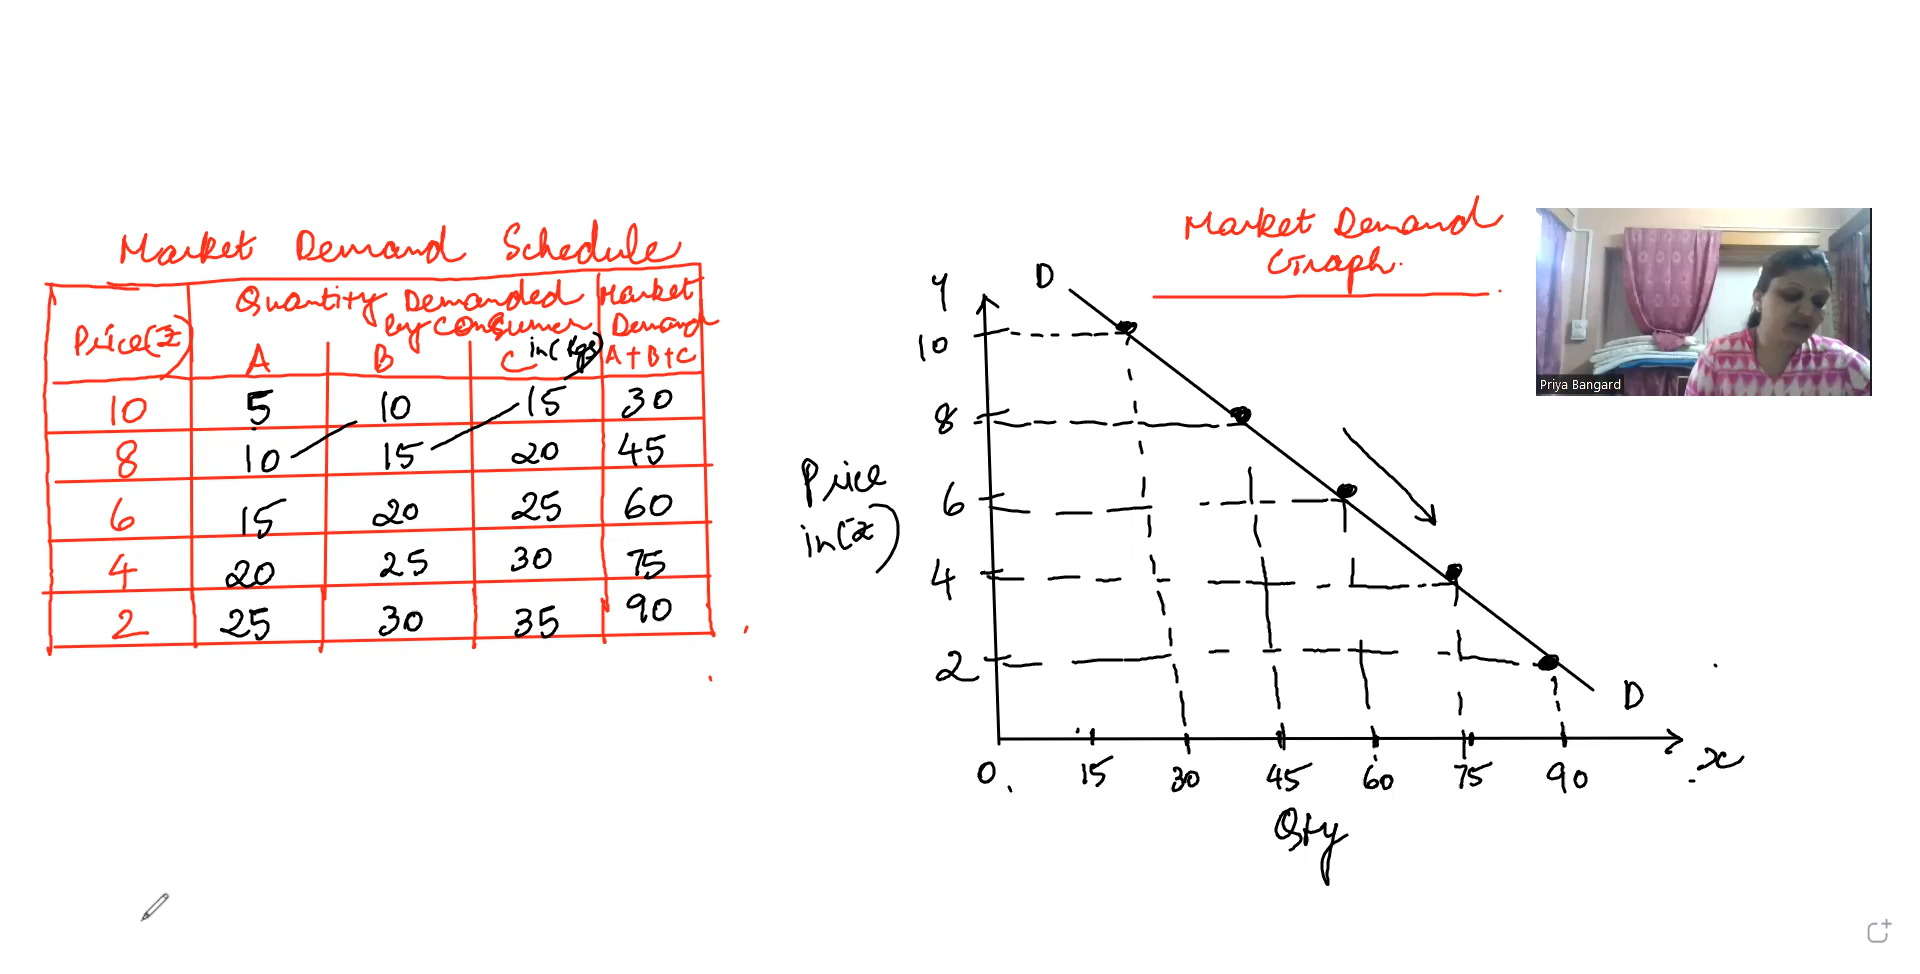 Market Demand Schedule
Price(₹) Quantity Demanded by Consumer in(kgs) Market Demand
A B C A+B+C
10 5 10 15 30
8 10 15 20 45
6 15 20 25 60
4 20 25 30 75
2 25 30 35 90
Market Demand
Graph.
Y
D
10
8
6
4
2
Price
in(₹)
D
0 15 30 45 60 75 90 x
Qty
Priya Bangard